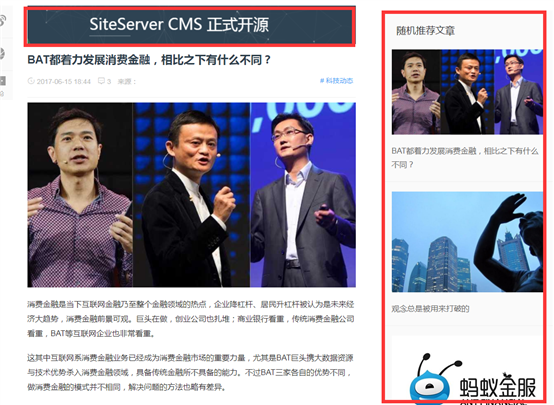 SiteServer CMS 正式开源
BAT都着力发展消费金融，相比之下有什么不同？
2017-06-15 18:44 3 来源：
# 科技动态
消费金融是当下互联网金融乃至整个金融领域的热点，企业降杠杆、居民升杠杆被认为是未来经
济大趋势，消费金融前景可观。巨头在做，创业公司也扎堆；商业银行看重，传统消费金融公司
看重，BAT等互联网企业也非常看重。
这其中互联网系消费金融业务已经成为消费金融市场的重要力量，尤其是BAT巨头携大数据资源
与技术优势杀入消费金融领域，具备传统金融所不具备的能力。不过BAT三家各自的优势不同，
做消费金融的模式并不相同，解决问题的方法也略有差异。
随机推荐文章
BAT都着力发展消费金融，相比之下有什么
不同？
观念总是被用来打破的
蚂蚁金服
ANT FINANCIAL